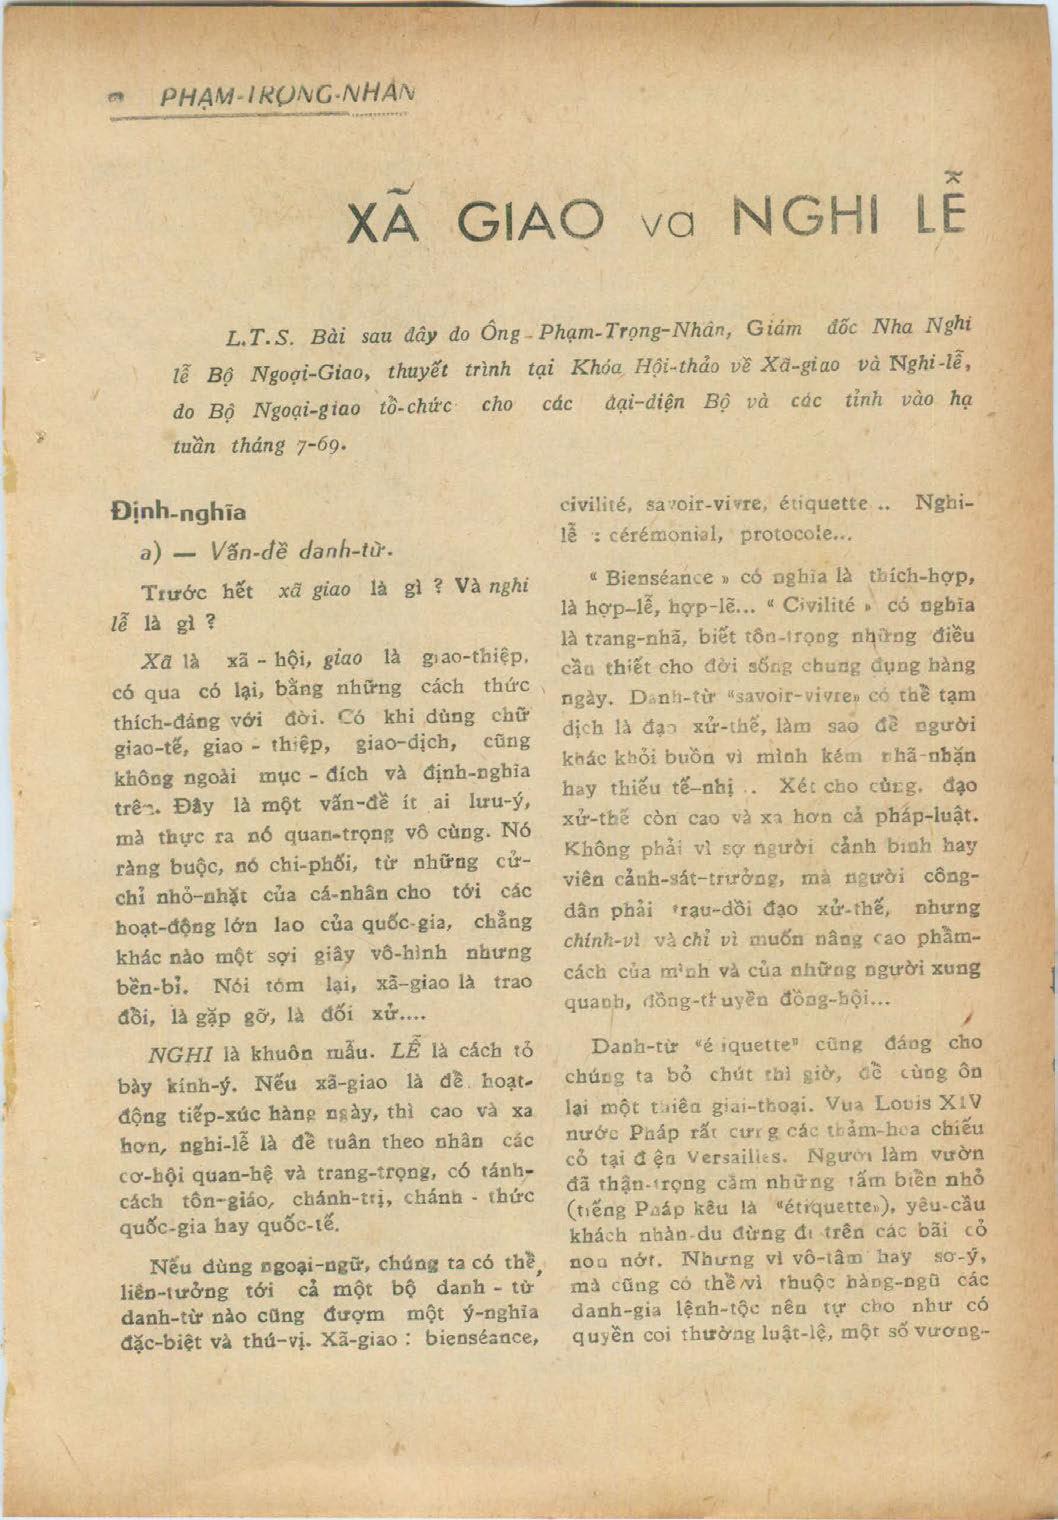 PHẠM-TRỌNG-NHÂN
XÃ GIAO và NGHI LỄ
L.T.S. Bài sau đây do Ông Phạm-Trọng-Nhân, Giám đốc Nha Nghi
lễ Bộ Ngoại-Giao, thuyết trình tại Khóa Hội-thảo về Xã-giao và Nghi-lễ,
do Bộ Ngoại-giao tổ-chức cho các đại-diện Bộ và các tỉnh vào hạ
tuần tháng 7-69.
Định-nghĩa
a) — Vấn-đề danh-từ.
Trước hết xã giao là gì ? Và nghi
lễ là gì ?
Xã là xã - hội, giao là giao-thiệp,
có qua có lại, bằng những cách thức
thích-đáng với đời. Có khi dùng chữ
giao-tế, giao - thiệp, giao-dịch, cũng
không ngoài mục - đích và định-nghĩa
trên. Đây là một vấn-đề ít ai lưu-ý,
mà thực ra nó quan-trọng vô cùng. Nó
ràng buộc, nó chi-phối, từ những cử-
chỉ nhỏ-nhặt của cá-nhân cho tới các
hoạt-động lớn lao của quốc-gia, chẳng
khác nào một sợi giây vô-hình nhưng
bền-bỉ. Nói tóm lại, xã-giao là trao
đổi, là gặp gỡ, là đối xử....
NGHI là khuôn mẫu. LỄ là cách tỏ
bày kính-ý. Nếu xã-giao là để hoạt-
động tiếp-xúc hàng ngày, thì cao và xa
hơn, nghi-lễ là để tuân theo nhân các
cơ-hội quan-hệ và trang-trọng, có tánh-
cách tôn-giáo, chánh-trị, chánh - thức
quốc-gia hay quốc-tế.
Nếu dùng ngoại-ngữ, chúng ta có thể,
liên-tưởng tới cả một bộ danh - từ
danh-từ nào cũng đượm một ý-nghĩa
đặc-biệt và thú-vị. Xã-giao : bienséance,
civilité, savoir-vivre, étiquette .. Nghi-
lễ : cérémonial, protocole...
“ Bienséance » có nghĩa là thích-hợp,
là hợp-lễ, hợp-lẽ... “ Civilité » có nghĩa
là trang-nhã, biết tôn-trọng những điều
cần thiết cho đời sống chung đụng hàng
ngày. Danh-từ “savoir-vivre» có thể tạm
dịch là đạo xử-thế, làm sao để người
khác khỏi buồn vì mình kém nhã-nhặn
hay thiếu tế-nhị .. Xét cho cùng, đạo
xử-thế còn cao và xa hơn cả pháp-luật.
Không phải vì sợ người cảnh binh hay
viên cảnh-sát-trưởng, mà người công-
dân phải trau-dồi đạo xử-thế, nhưng
chính-vì và chỉ vì muốn nâng cao phẩm-
cách của mình và của những người xung
quanh, đồng-thuyền đồng-hội...
Danh-từ “étiquette" cũng đáng cho
chúng ta bỏ chút thì giờ, để cùng ôn
lại một thiên giai-thoại. Vua Louis XIV
nước Pháp rất cưng các thảm-hoa chiếu
cỏ tại điện Versailles. Người làm vườn
đã thận-trọng cắm những tấm biển nhỏ
(tiếng Pháp kêu là “étiquette»), yêu-cầu
khách nhàn-du đừng đi trên các bãi cỏ
non nớt. Nhưng vì vô-tâm hay sơ-ý,
mà cũng có thể vì thuộc hàng-ngũ các
danh-gia lệnh-tộc nên tự cho như có
quyền coi thường luật-lệ, một số vương-